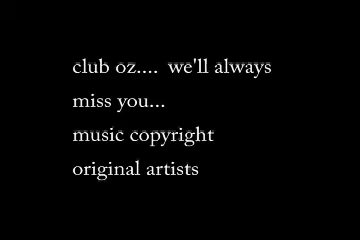 club oz....  we'll always
miss you...
music copyright
original artists